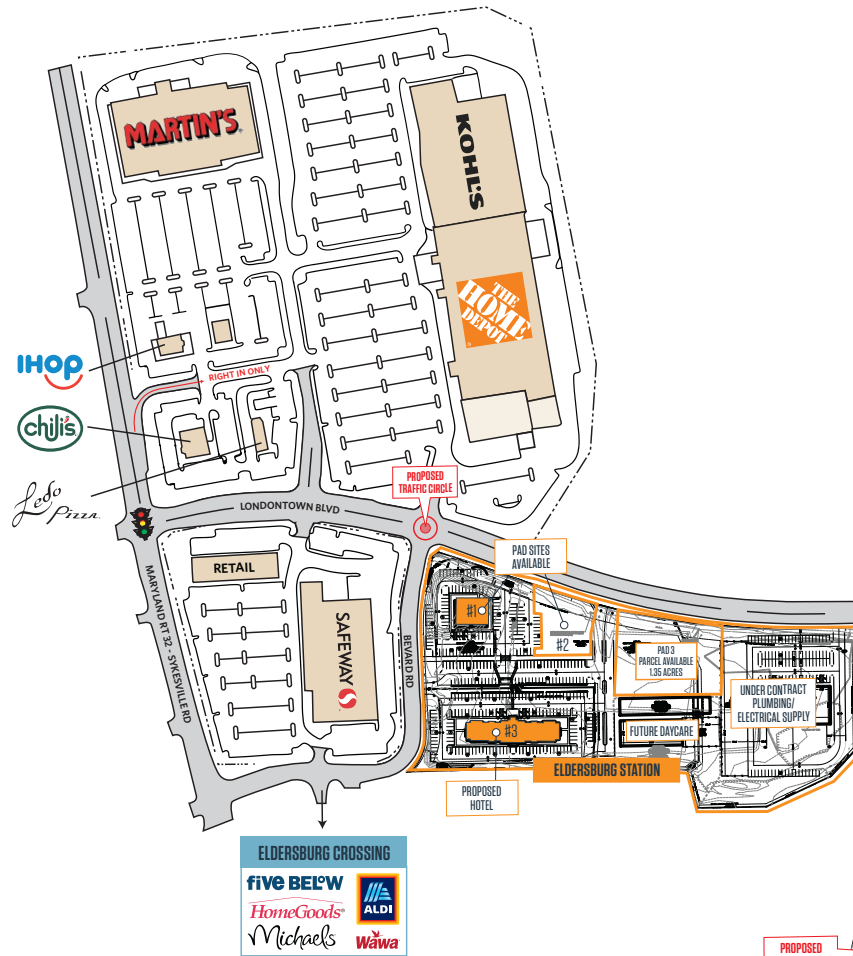 MARTIN'S
KOHL'S
THE
HOME
DEPOT
IHOP
RIGHT IN ONLY
chili's
Ledo
Pizza
PROPOSED
TRAFFIC CIRCLE
LONDONTOWN BLVD
MARYLAND RT 32 - SYKESVILLE RD
RETAIL
SAFEWAY
BEVARD RD
PAD SITES
AVAILABLE
#1
#2
PAD 3
PARCEL AVAILABLE
1.35 ACRES
UNDER CONTRACT
PLUMBING/
ELECTRICAL SUPPLY
#3
FUTURE DAYCARE
ELDERSBURG STATION
PROPOSED
HOTEL
ELDERSBURG CROSSING
five BELOW
HomeGoods
Michaels
ALDI
Wawa
PROPOSED